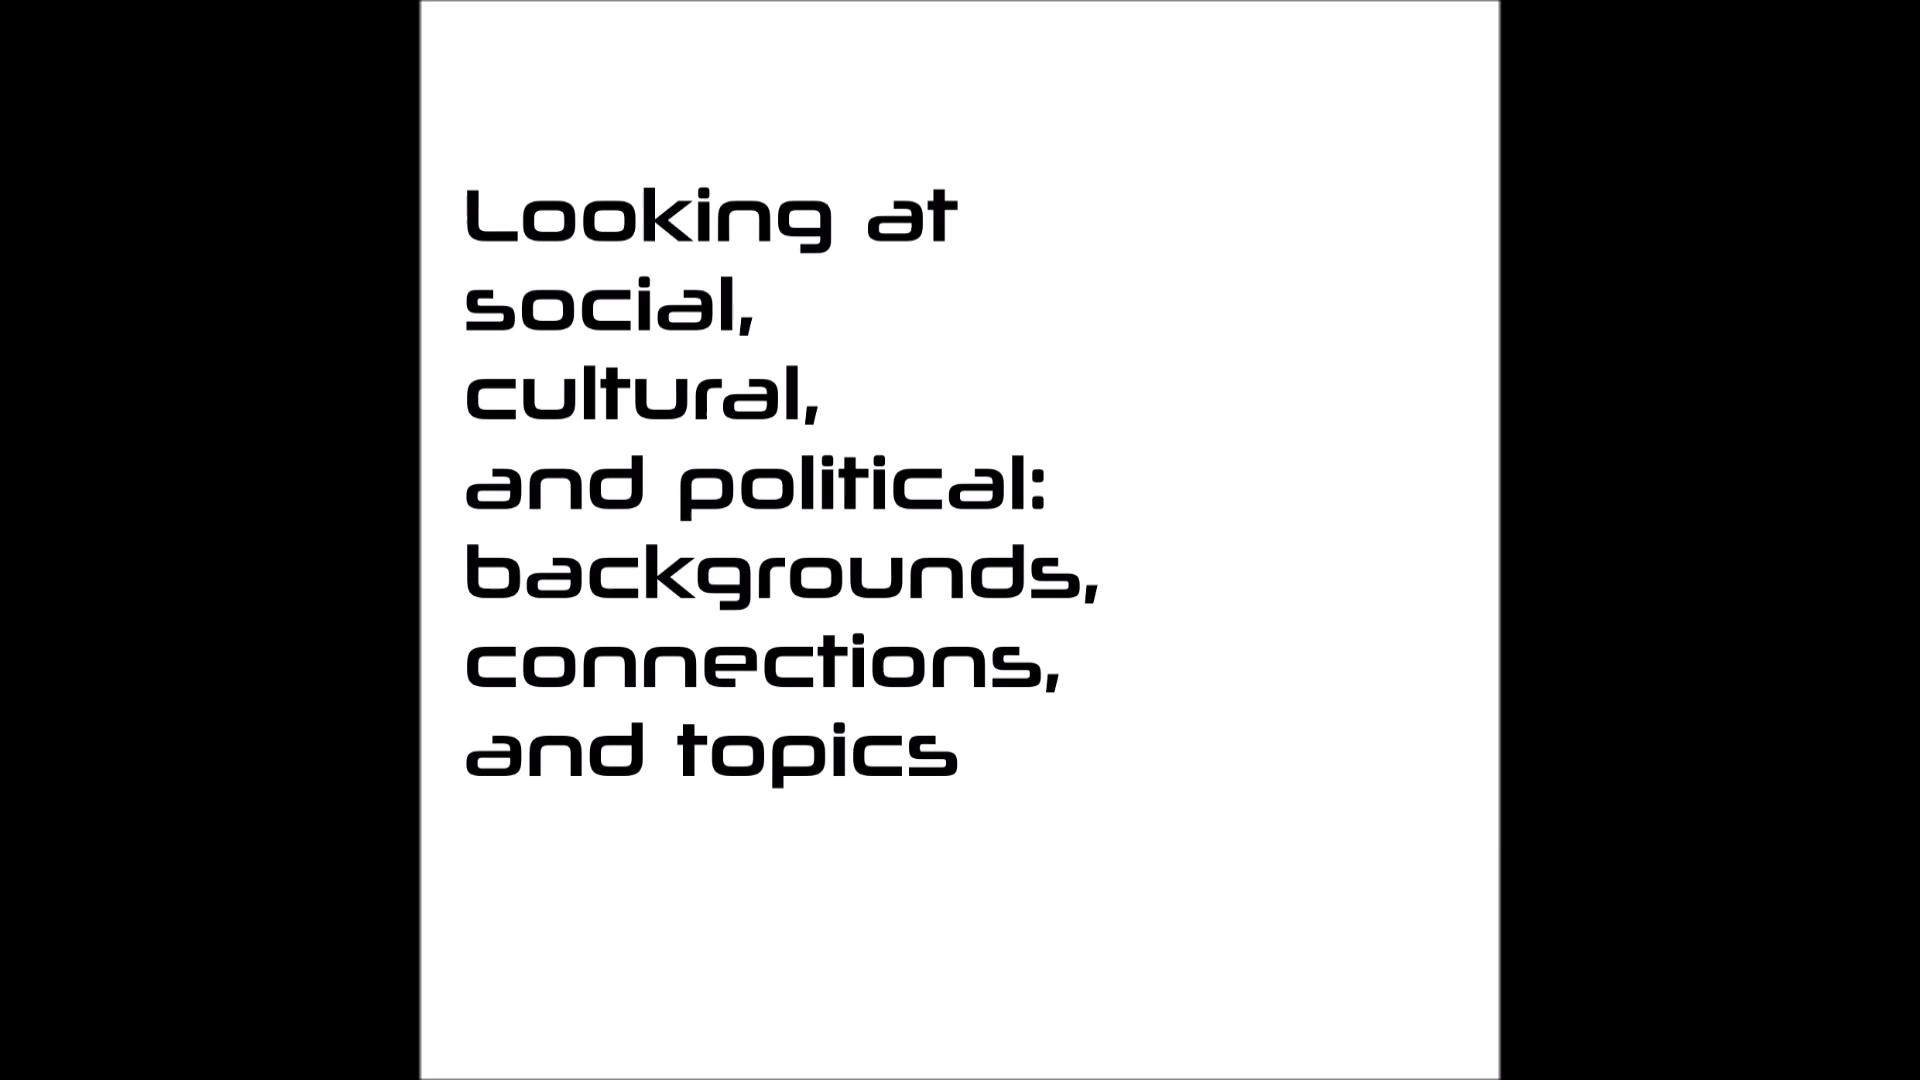 Looking at
social,
cultural,
and political:
backgrounds,
connections,
and topics